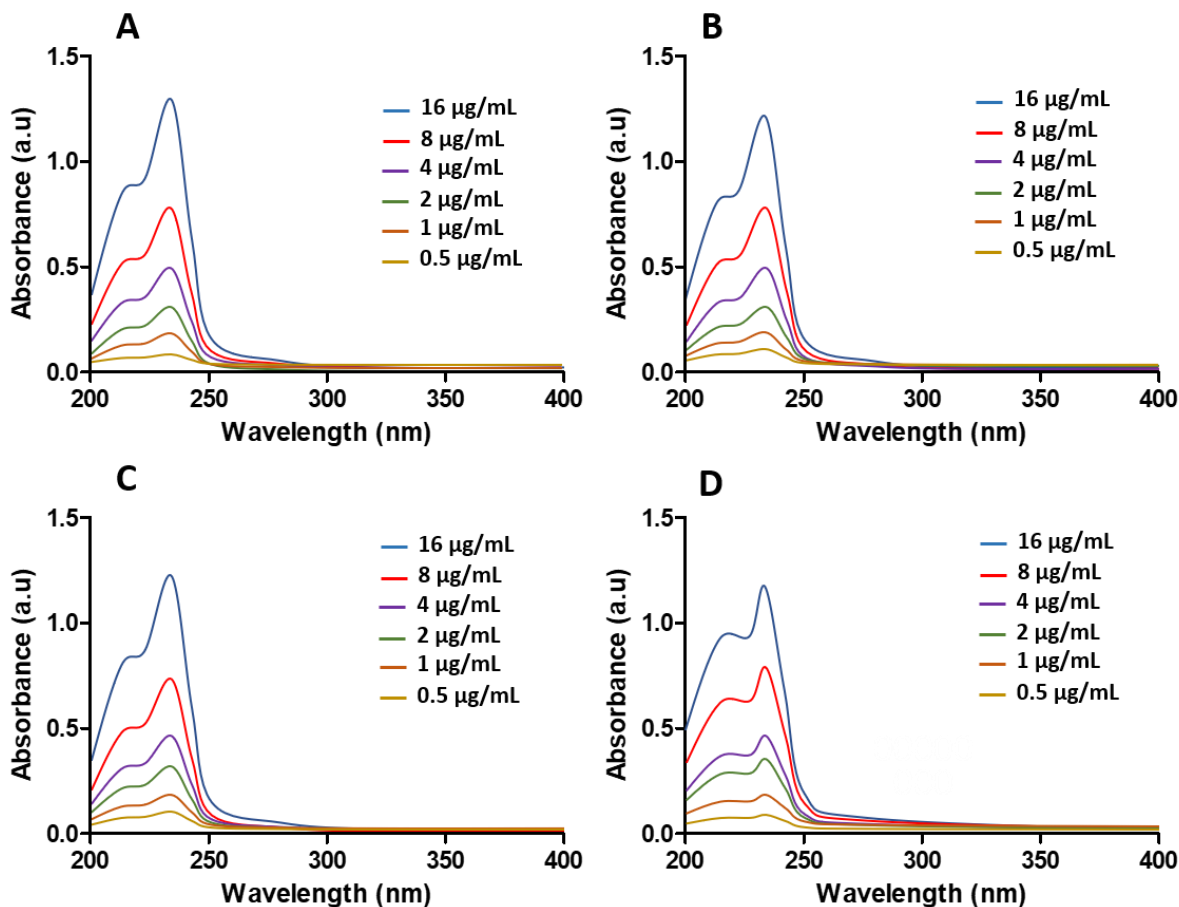 A
1.5
1.0
0.5
0.0
Absorbance (a.u)
16 µg/mL
8 µg/mL
4 µg/mL
2 µg/mL
1 µg/mL
0.5 µg/mL
200 250 300 350 400
Wavelength (nm)
B
1.5
1.0
0.5
0.0
Absorbance (a.u)
16 µg/mL
8 µg/mL
4 µg/mL
2 µg/mL
1 µg/mL
0.5 µg/mL
200 250 300 350 400
Wavelength (nm)
C
1.5
1.0
0.5
0.0
Absorbance (a.u)
16 µg/mL
8 µg/mL
4 µg/mL
2 µg/mL
1 µg/mL
0.5 µg/mL
200 250 300 350 400
Wavelength (nm)
D
1.5
1.0
0.5
0.0
Absorbance (a.u)
16 µg/mL
8 µg/mL
4 µg/mL
2 µg/mL
1 µg/mL
0.5 µg/mL
200 250 300 350 400
Wavelength (nm)